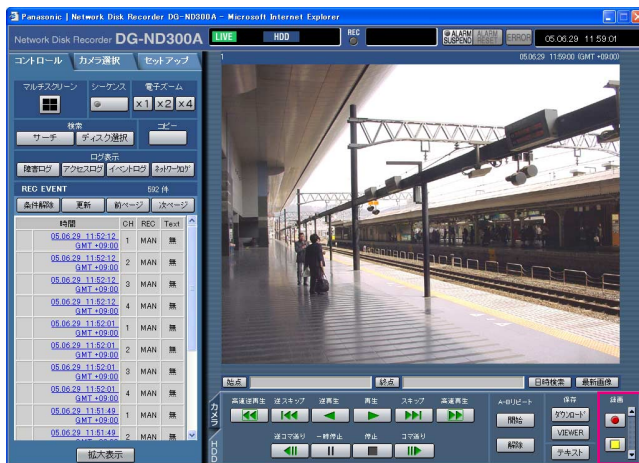 Panasonic | Network Disk Recorder DG-ND300A - Microsoft Internet Explorer
Network Disk Recorder DG-ND300A
LIVE
HDD
REC
ALARM SUSPEND
ALARM RESET
ERROR
05.06.29 11:59:01
コントロール
カメラ選択
セットアップ
マルチスクリーン
シーケンス
電子ズーム
x1
x2
x4
検索
コピー
サーチ
ディスク選択
コピー
ログ表示
障害ログ
アクセスログ
イベントログ
ネットワークログ
REC EVENT 592 件
条件解除
更新
前ページ
次ページ
時間 CH REC Text
05.06.29 11:52:12 GMT +09:00 1 MAN 無
05.06.29 11:52:12 GMT +09:00 2 MAN 無
05.06.29 11:52:12 GMT +09:00 3 MAN 無
05.06.29 11:52:12 GMT +09:00 4 MAN 無
05.06.29 11:52:01 GMT +09:00 1 MAN 無
05.06.29 11:52:01 GMT +09:00 2 MAN 無
05.06.29 11:52:01 GMT +09:00 3 MAN 無
05.06.29 11:52:01 GMT +09:00 4 MAN 無
05.06.29 11:51:49 GMT +09:00 1 MAN 無
05.06.29 11:51:49 2 MAN 無
拡大表示
1
05.06.29 11:59:00 (GMT +09:00)
始点
終点
日時検索
最新画像
カメラ
HDD
高速逆再生
逆スキップ
逆再生
再生
スキップ
高速再生
逆コマ送り
一時停止
停止
コマ送り
A-Bリピート
開始
解除
保存
ダウンロード
VIEWER
テキスト
録画